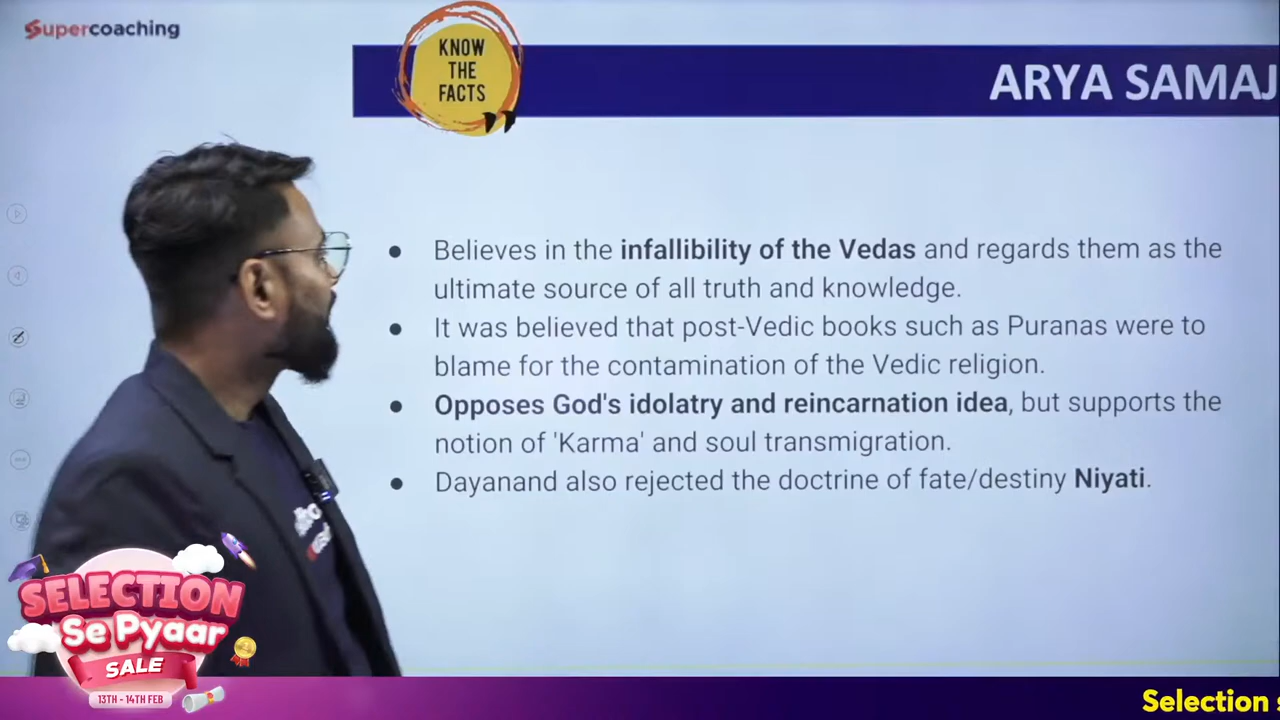 Supercoaching
KNOW
THE
FACTS
ARYA SAMAJ
● Believes in the infallibility of the Vedas and regards them as the
ultimate source of all truth and knowledge.
● It was believed that post-Vedic books such as Puranas were to
blame for the contamination of the Vedic religion.
● Opposes God's idolatry and reincarnation idea, but supports the
notion of 'Karma' and soul transmigration.
● Dayanand also rejected the doctrine of fate/destiny Niyati.
SELECTION
Se Pyaar
SALE
13TH - 14TH FEB
Selection